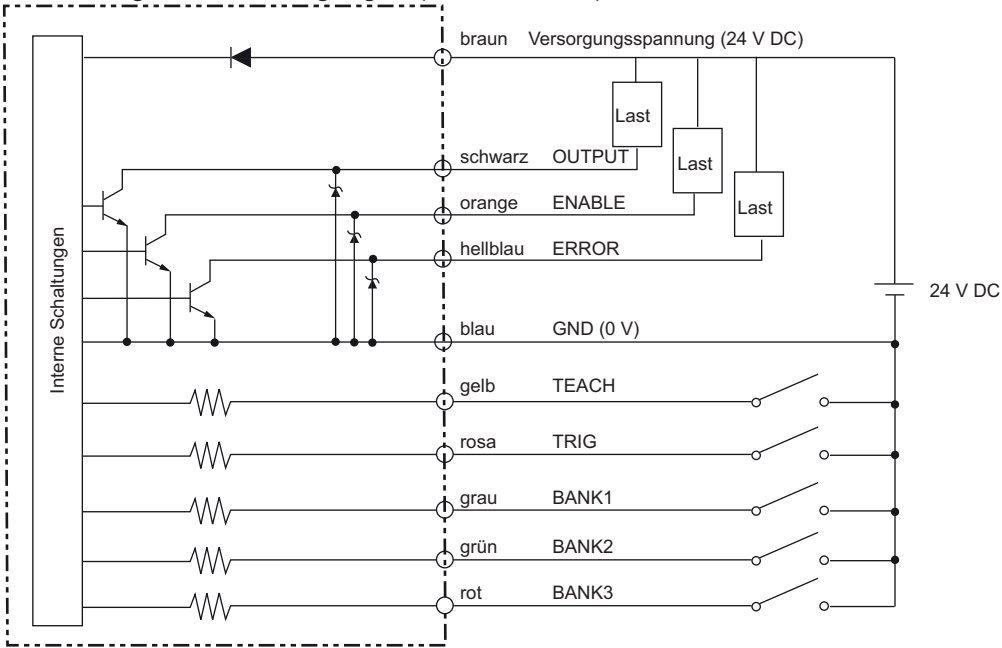 braun Versorgungsspannung (24 V DC)
Last
schwarz OUTPUT
Last
orange ENABLE
Last
hellblau ERROR
Interne Schaltungen
24 V DC
blau GND (0 V)
gelb TEACH
rosa TRIG
grau BANK1
grün BANK2
rot BANK3